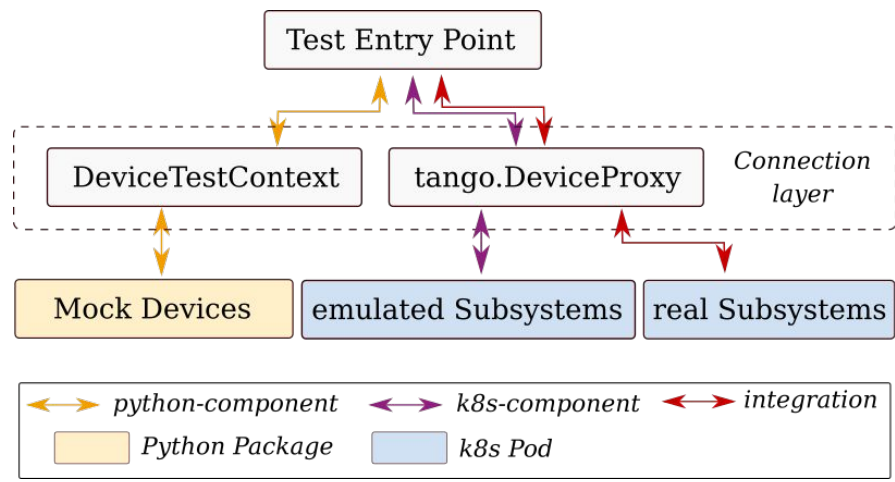 Test Entry Point
DeviceTestContext
tango.DeviceProxy
Connection
layer
Mock Devices
emulated Subsystems
real Subsystems
python-component
k8s-component
integration
Python Package
k8s Pod